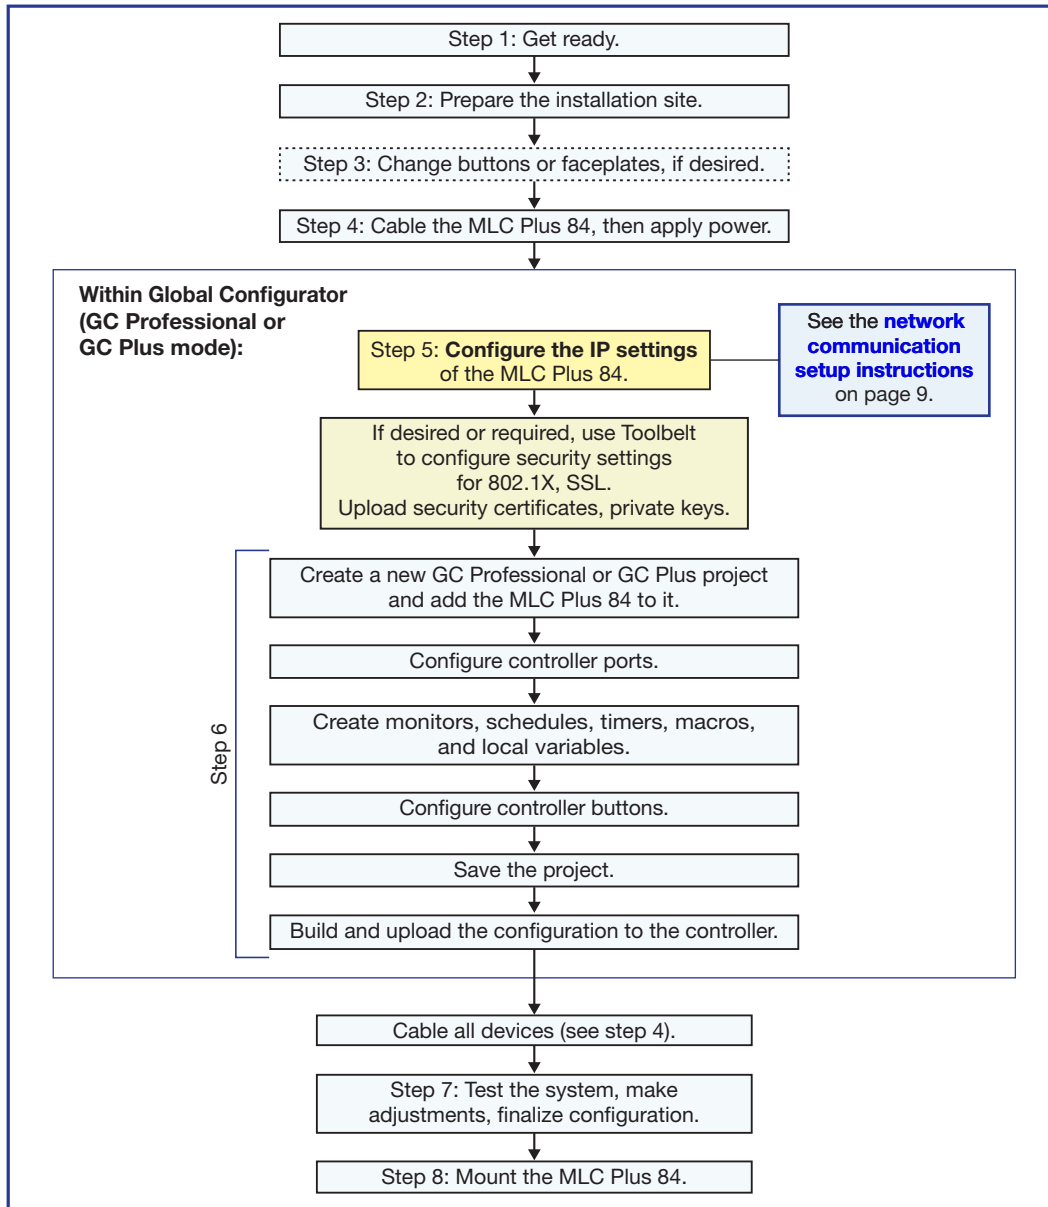 Step 1: Get ready.
Step 2: Prepare the installation site.
Step 3: Change buttons or faceplates, if desired.
Step 4: Cable the MLC Plus 84, then apply power.
Within Global Configurator
(GC Professional or
GC Plus mode):
Step 5: Configure the IP settings
of the MLC Plus 84.
See the network
communication
setup instructions
on page 9.
If desired or required, use Toolbelt
to configure security settings
for 802.1X, SSL.
Upload security certificates, private keys.
Step 6
Create a new GC Professional or GC Plus project
and add the MLC Plus 84 to it.
Configure controller ports.
Create monitors, schedules, timers, macros,
and local variables.
Configure controller buttons.
Save the project.
Build and upload the configuration to the controller.
Cable all devices (see step 4).
Step 7: Test the system, make
adjustments, finalize configuration.
Step 8: Mount the MLC Plus 84.